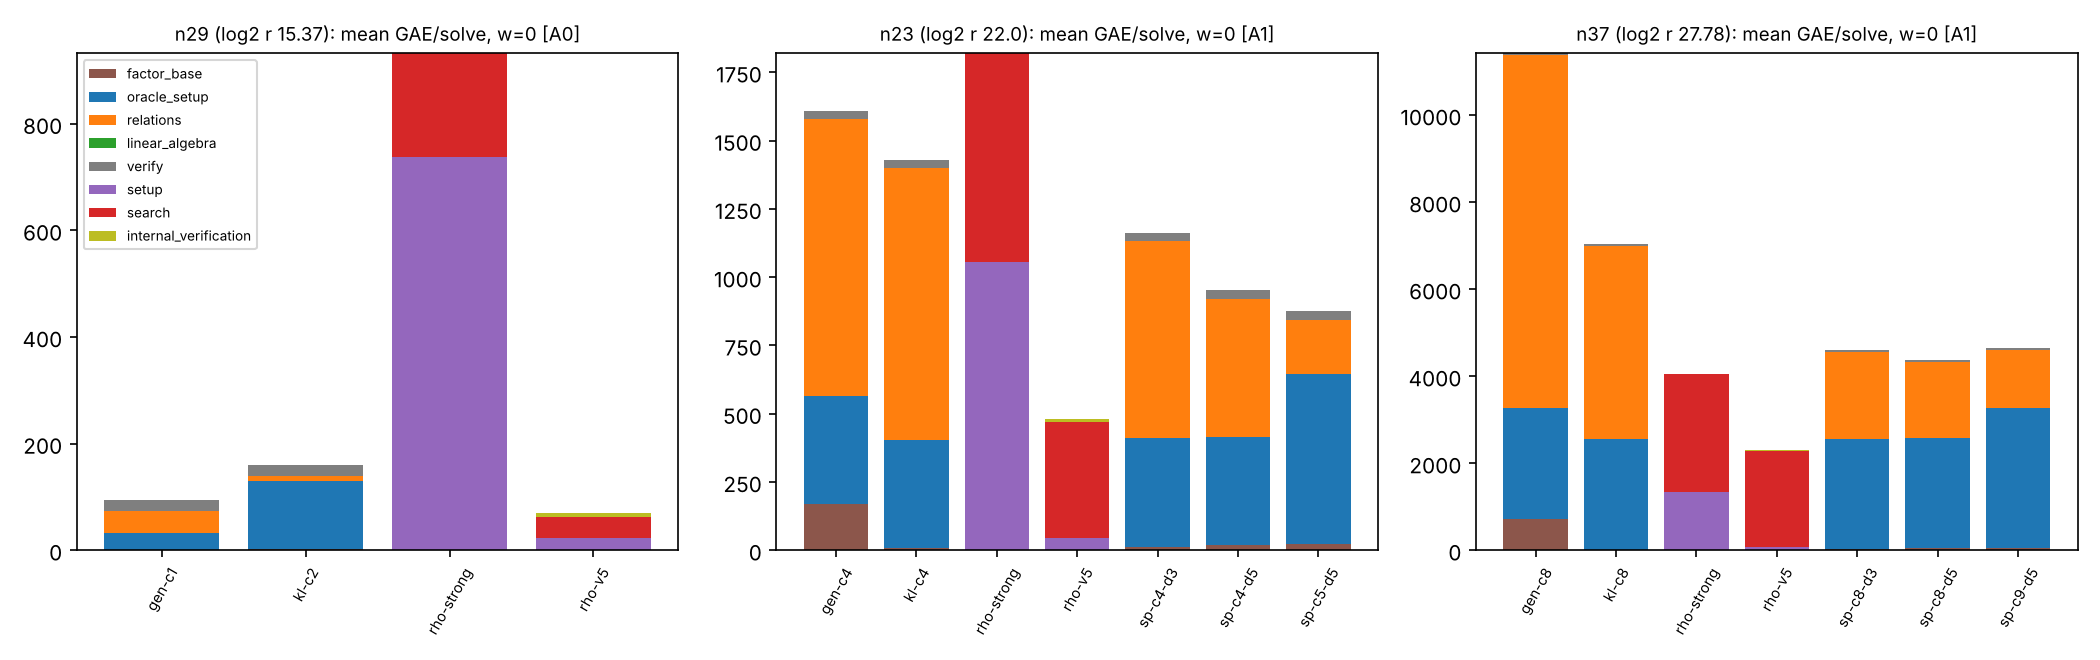 n29 (log2 r 15.37): mean GAE/solve, w=0 [A0]
factor_base
oracle_setup
relations
linear_algebra
verify
setup
search
internal_verification
800
600
400
200
0
gen-c1
kl-c2
rho-strong
rho-v5
n23 (log2 r 22.0): mean GAE/solve, w=0 [A1]
1750
1500
1250
1000
750
500
250
0
gen-c4
kl-c4
rho-strong
rho-v5
sp-c4-d3
sp-c4-d5
sp-c5-d5
n37 (log2 r 27.78): mean GAE/solve, w=0 [A1]
10000
8000
6000
4000
2000
0
gen-c8
kl-c8
rho-strong
rho-v5
sp-c8-d3
sp-c8-d5
sp-c9-d5